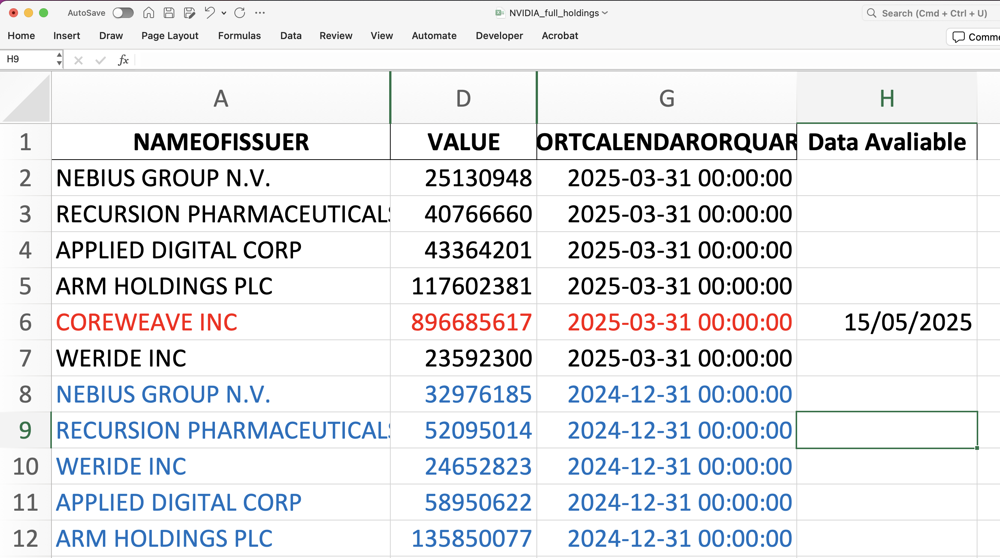 AutoSave
NVIDIA_full_holdings
Search (Cmd + Ctrl + U)
Home Insert Draw Page Layout Formulas Data Review View Automate Developer Acrobat
Comme
H9 fx
A D G H
1 NAMEOFISSUER VALUE ORTCALENDARORQUAR Data Avaliable
2 NEBIUS GROUP N.V. 25130948 2025-03-31 00:00:00
3 RECURSION PHARMACEUTICALS 40766660 2025-03-31 00:00:00
4 APPLIED DIGITAL CORP 43364201 2025-03-31 00:00:00
5 ARM HOLDINGS PLC 117602381 2025-03-31 00:00:00
6 COREWEAVE INC 896685617 2025-03-31 00:00:00 15/05/2025
7 WERIDE INC 23592300 2025-03-31 00:00:00
8 NEBIUS GROUP N.V. 32976185 2024-12-31 00:00:00
9 RECURSION PHARMACEUTICALS 52095014 2024-12-31 00:00:00
10 WERIDE INC 24652823 2024-12-31 00:00:00
11 APPLIED DIGITAL CORP 58950622 2024-12-31 00:00:00
12 ARM HOLDINGS PLC 135850077 2024-12-31 00:00:00